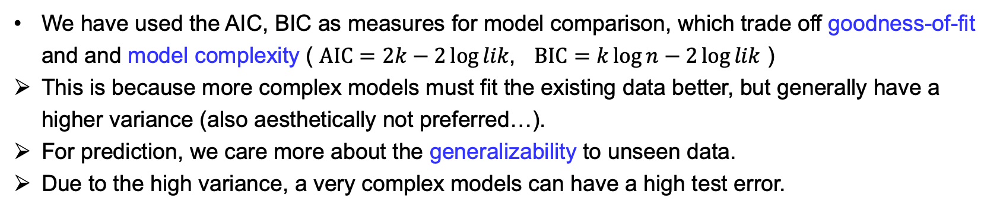 • We have used the AIC, BIC as measures for model comparison, which trade off goodness-of-fit
and and model complexity ( AIC = 2k − 2 log lik, BIC = k log n − 2 log lik )
➢ This is because more complex models must fit the existing data better, but generally have a
higher variance (also aesthetically not preferred…).
➢ For prediction, we care more about the generalizability to unseen data.
➢ Due to the high variance, a very complex models can have a high test error.